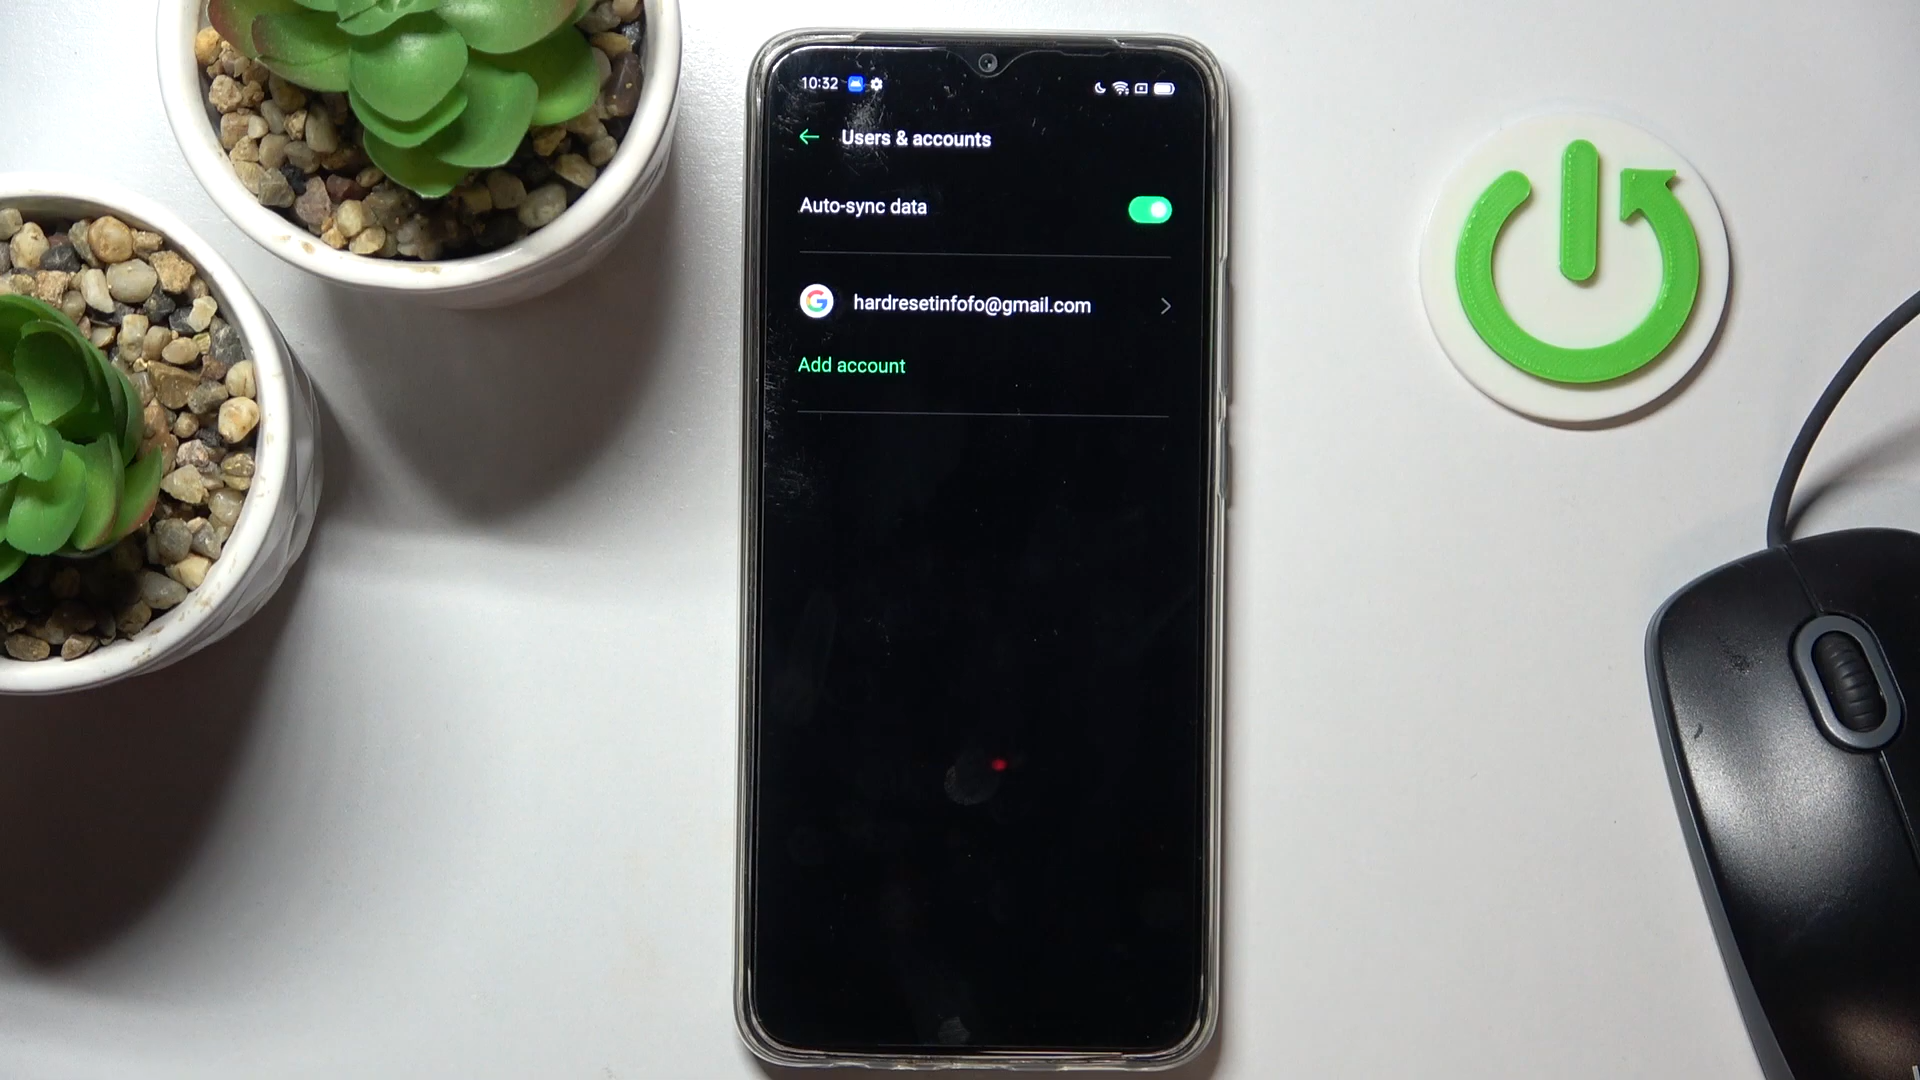 10:32
Users & accounts
Auto-sync data
hardresetinfofo@gmail.com
Add account